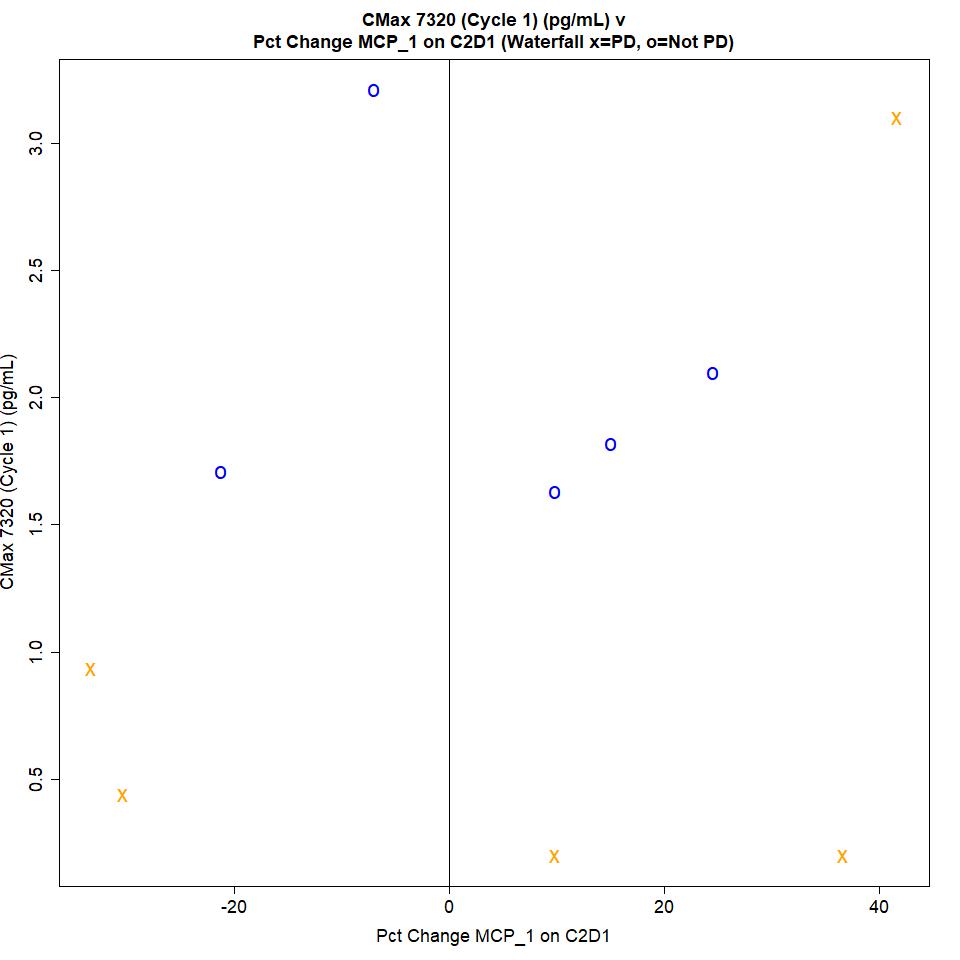 CMax 7320 (Cycle 1) (pg/mL) v
Pct Change MCP_1 on C2D1 (Waterfall x=PD, o=Not PD)
CMax 7320 (Cycle 1) (pg/mL)
3.0
2.5
2.0
1.5
1.0
0.5
o
x
o
o
o
o
x
x
x
x
-20
0
20
40
Pct Change MCP_1 on C2D1